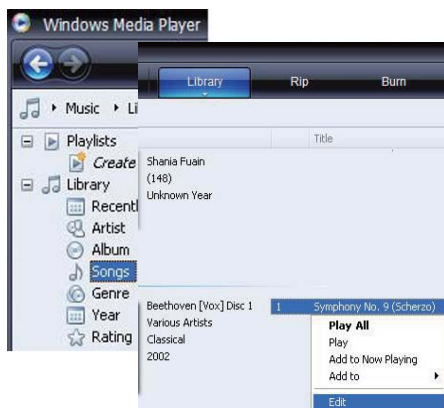 Windows Media Player
Music Li
Playlists
Create
Library
Recentl
Artist
Album
Songs
Genre
Year
Rating
Library Rip Burn
Title
Shania Fuain
(148)
Unknown Year
Beethoven [Vox] Disc 1 1 Symphony No. 9 (Scherzo)
Various Artists
Classical
2002
Play All
Play
Add to Now Playing
Add to
Edit